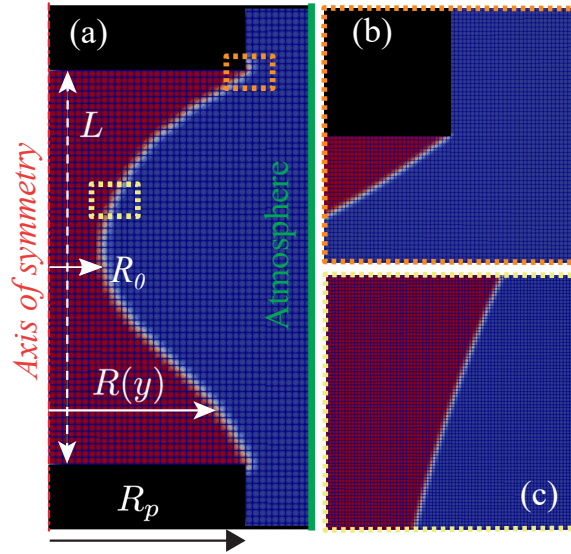 (a)
(b)
L
Axis of symmetry
R₀
Atmosphere
R(y)
(c)
Rₚ